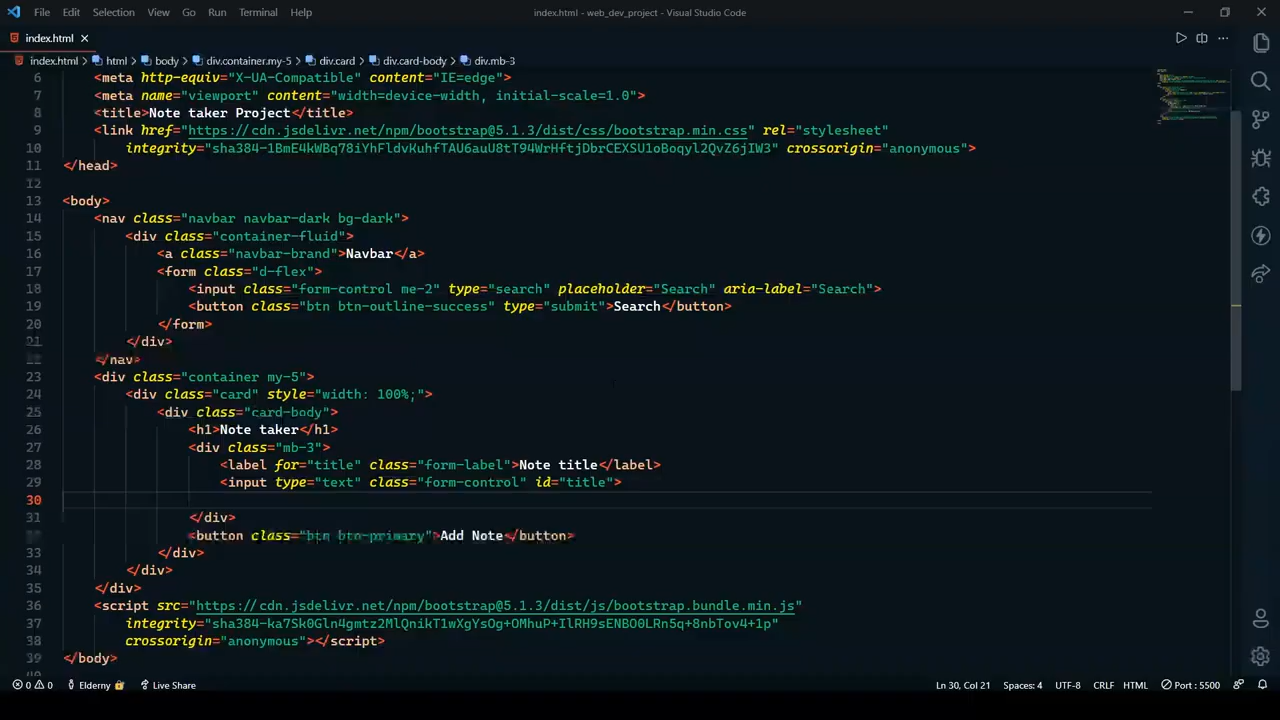 File Edit Selection View Go Run Terminal Help
index.html - web_dev_project - Visual Studio Code
index.html
index.html > html > body > div.container.my-5 > div.card > div.card-body > div.mb-3
6 <meta http-equiv="X-UA-Compatible" content="IE=edge">
7 <meta name="viewport" content="width=device-width, initial-scale=1.0">
8 <title>Note taker Project</title>
9 <link href="https://cdn.jsdelivr.net/npm/bootstrap@5.1.3/dist/css/bootstrap.min.css" rel="stylesheet"
10 integrity="sha384-1BmE4kWBq78iYhFldvKuhfTAU6auU8tT94WrHftjDbrCEXSU1oBoqyl2QvZ6jIW3" crossorigin="anonymous">
11 </head>
12
13 <body>
14 <nav class="navbar navbar-dark bg-dark">
15 <div class="container-fluid">
16 <a class="navbar-brand">Navbar</a>
17 <form class="d-flex">
18 <input class="form-control me-2" type="search" placeholder="Search" aria-label="Search">
19 <button class="btn btn-outline-success" type="submit">Search</button>
20 </form>
21 </div>
22 </nav>
23 <div class="container my-5">
24 <div class="card" style="width: 100%;">
25 <div class="card-body">
26 <h1>Note taker</h1>
27 <div class="mb-3">
28 <label for="title" class="form-label">Note title</label>
29 <input type="text" class="form-control" id="title">
30
31 </div>
32 <button class="btn btn-primary">Add Note</button>
33 </div>
34 </div>
35 </div>
36 <script src="https://cdn.jsdelivr.net/npm/bootstrap@5.1.3/dist/js/bootstrap.bundle.min.js"
37 integrity="sha384-ka7Sk0Gln4gmtz2MlQnikT1wXgYsOg+OMhuP+IlRH9sENBO0LRn5q+8nbTov4+1p"
38 crossorigin="anonymous"></script>
39 </body>
40
0 0 Elderny Live Share Ln 30, Col 21 Spaces: 4 UTF-8 CRLF HTML Port : 5500